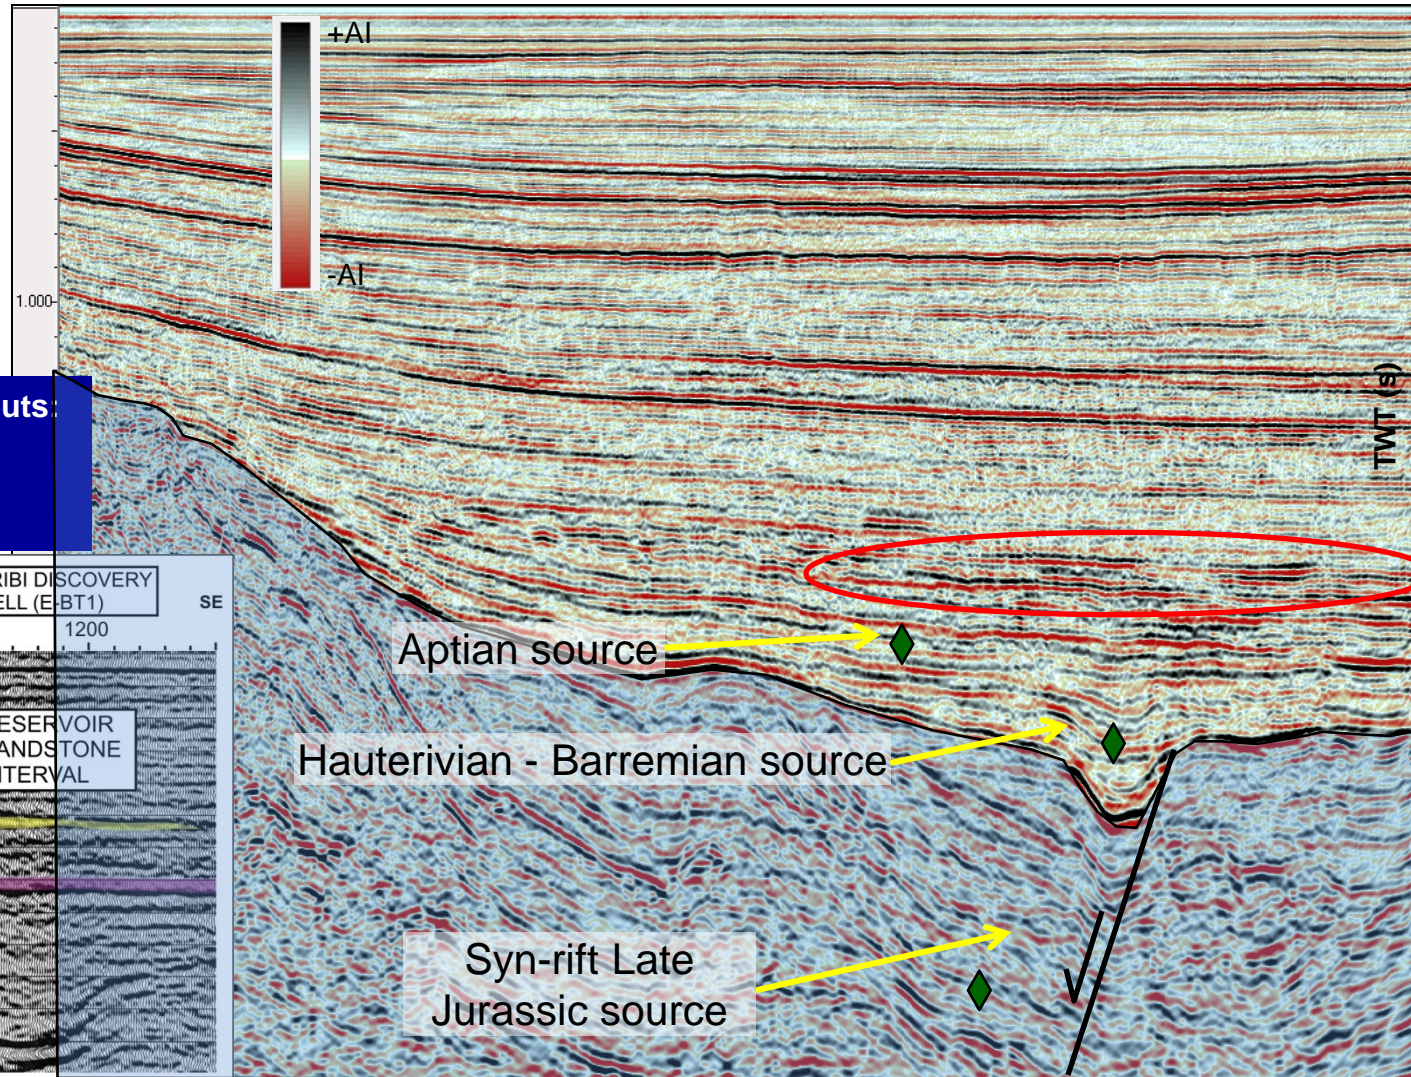 +AI
-AI
1.000
TWT (s)
uts:
RIBI DISCOVERY
ELL (E-BT1)
SE
1200
Aptian source
ESERVOIR
ANDSTONE
NTERVAL
Hauterivian - Barremian source
Syn-rift Late
Jurassic source